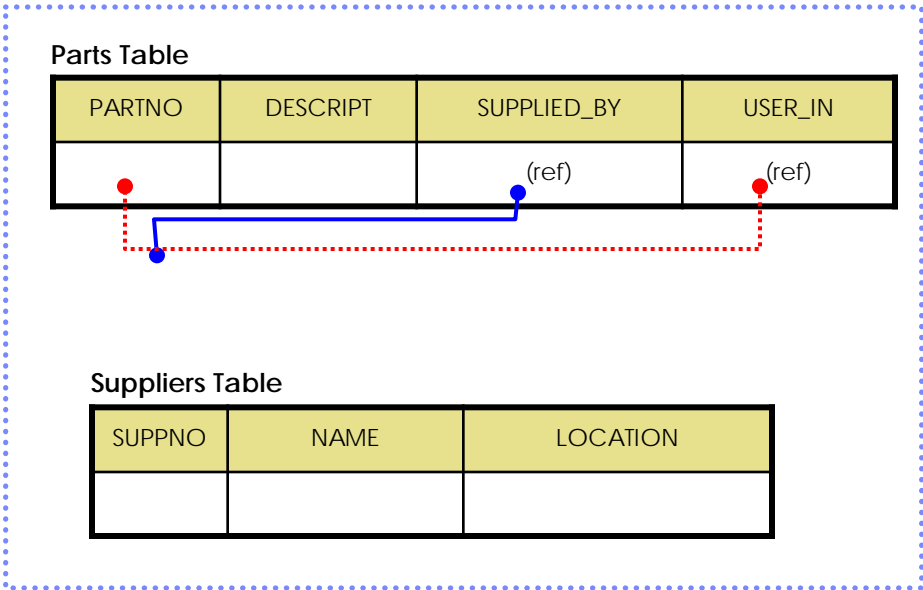 Parts Table
PARTNO DESCRIPT SUPPLIED_BY USER_IN
(ref) (ref)
Suppliers Table
SUPPNO NAME LOCATION